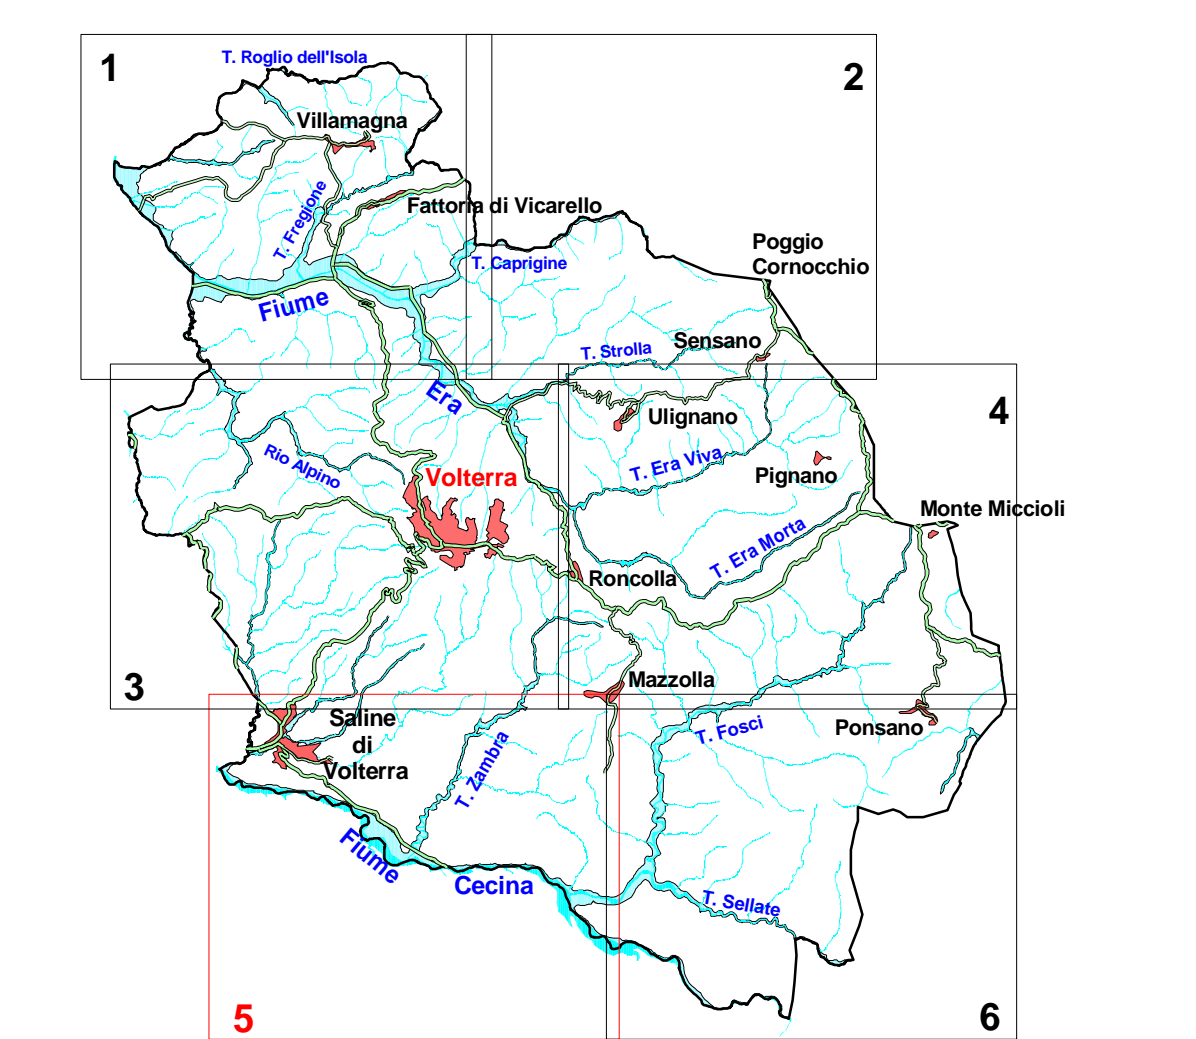 T. Roglio dell'Isola
1
2
Villamagna
T. Fregione
Fattoria di Vicarello
Poggio
Cornocchio
T. Caprigine
Fiume
Sensano
T. Strolla
Era
Ulignano
4
Rio Alpino
Volterra
T. Era Viva
Pignano
Monte Miccioli
T. Era Morta
Roncolla
3
Mazzolla
Saline
di
Volterra
T. Zambra
T. Fosci
Ponsano
Fiume
Cecina
T. Sellate
5
6